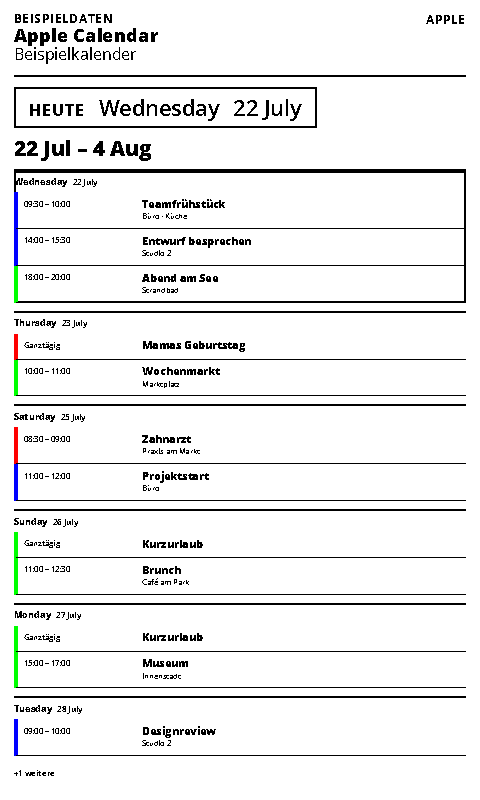 BEISPIELDATEN
APPLE
Apple Calendar
Beispielkalender
HEUTE Wednesday 22 July
22 Jul – 4 Aug
Wednesday 22 July
09:30 – 10:00 Teamfrühstück
Büro · Küche
14:00 – 15:30 Entwurf besprechen
Studio 2
18:00 – 20:00 Abend am See
Strandbad
Thursday 23 July
Ganztägig Mamas Geburtstag
10:00 – 11:00 Wochenmarkt
Marktplatz
Saturday 25 July
08:30 – 09:00 Zahnarzt
Praxis am Markt
11:00 – 12:00 Projektstart
Büro
Sunday 26 July
Ganztägig Kurzurlaub
11:00 – 12:30 Brunch
Café am Park
Monday 27 July
Ganztägig Kurzurlaub
15:00 – 17:00 Museum
Innenstadt
Tuesday 28 July
09:00 – 10:00 Designreview
Studio 2
+1 weitere